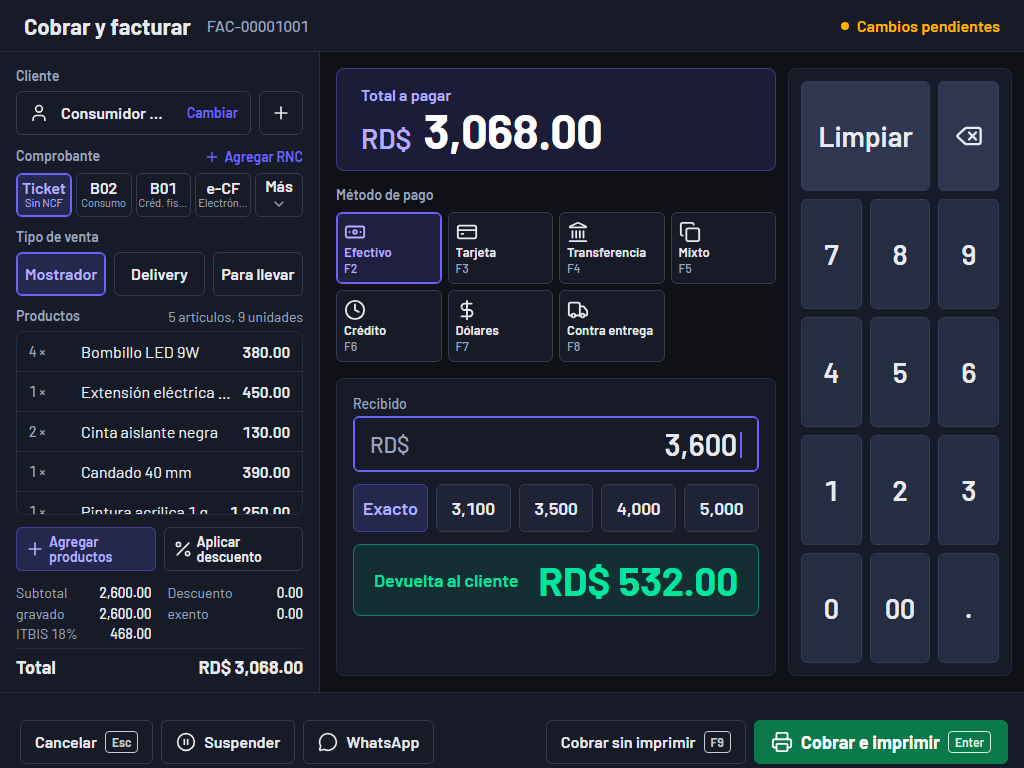 Cobrar y facturar
FAC-00001001
Cambios pendientes
Cliente
Consumidor ...
Cambiar
Comprobante
Agregar RNC
Ticket
Sin NCF
B02
Consumo
B01
Créd. fis...
e-CF
Electrón...
Más
Tipo de venta
Mostrador
Delivery
Para llevar
Productos
5 artículos, 9 unidades
4 × Bombillo LED 9W 380.00
1 × Extensión eléctrica ... 450.00
2 × Cinta aislante negra 130.00
1 × Candado 40 mm 390.00
1 × Pintura acrílica 1 g... 1,250.00
Agregar productos
Aplicar descuento
Subtotal 2,600.00 Descuento 0.00
gravado 2,600.00 exento 0.00
ITBIS 18% 468.00
Total RD$ 3,068.00
Total a pagar
RD$ 3,068.00
Método de pago
Efectivo
F2
Tarjeta
F3
Transferencia
F4
Mixto
F5
Crédito
F6
Dólares
F7
Contra entrega
F8
Recibido
RD$ 3,600
Exacto
3,100
3,500
4,000
5,000
Devuelta al cliente RD$ 532.00
Limpiar
7 8 9
4 5 6
1 2 3
0 00 .
Cancelar Esc
Suspender
WhatsApp
Cobrar sin imprimir F9
Cobrar e imprimir Enter